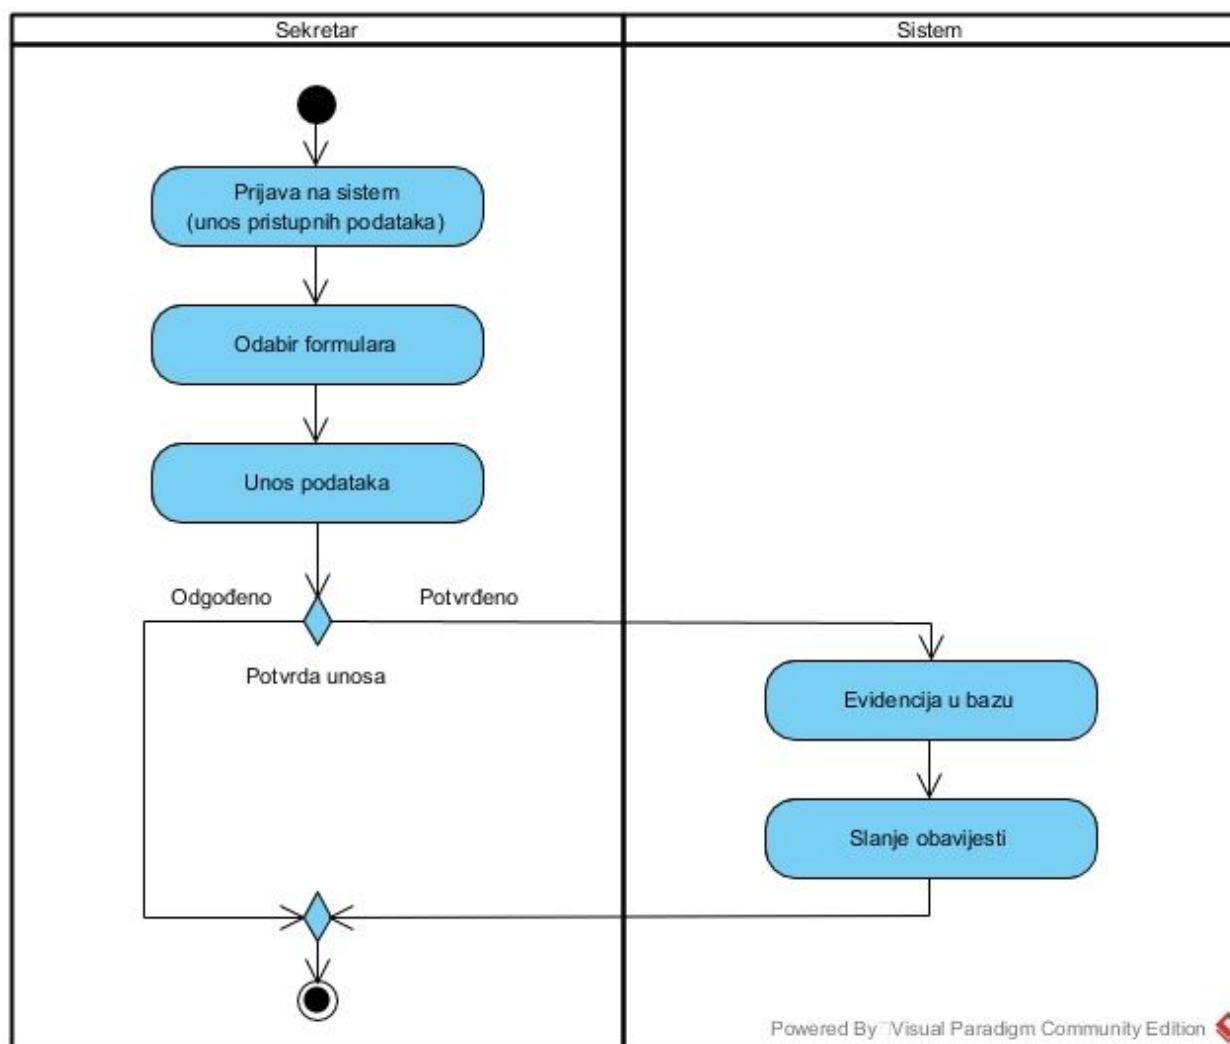 Sekretar
Sistem
Prijava na sistem
(unos pristupnih podataka)
Odabir formulara
Unos podataka
Odgođeno
Potvrđeno
Potvrda unosa
Evidencija u bazu
Slanje obavijesti
Powered By Visual Paradigm Community Edition